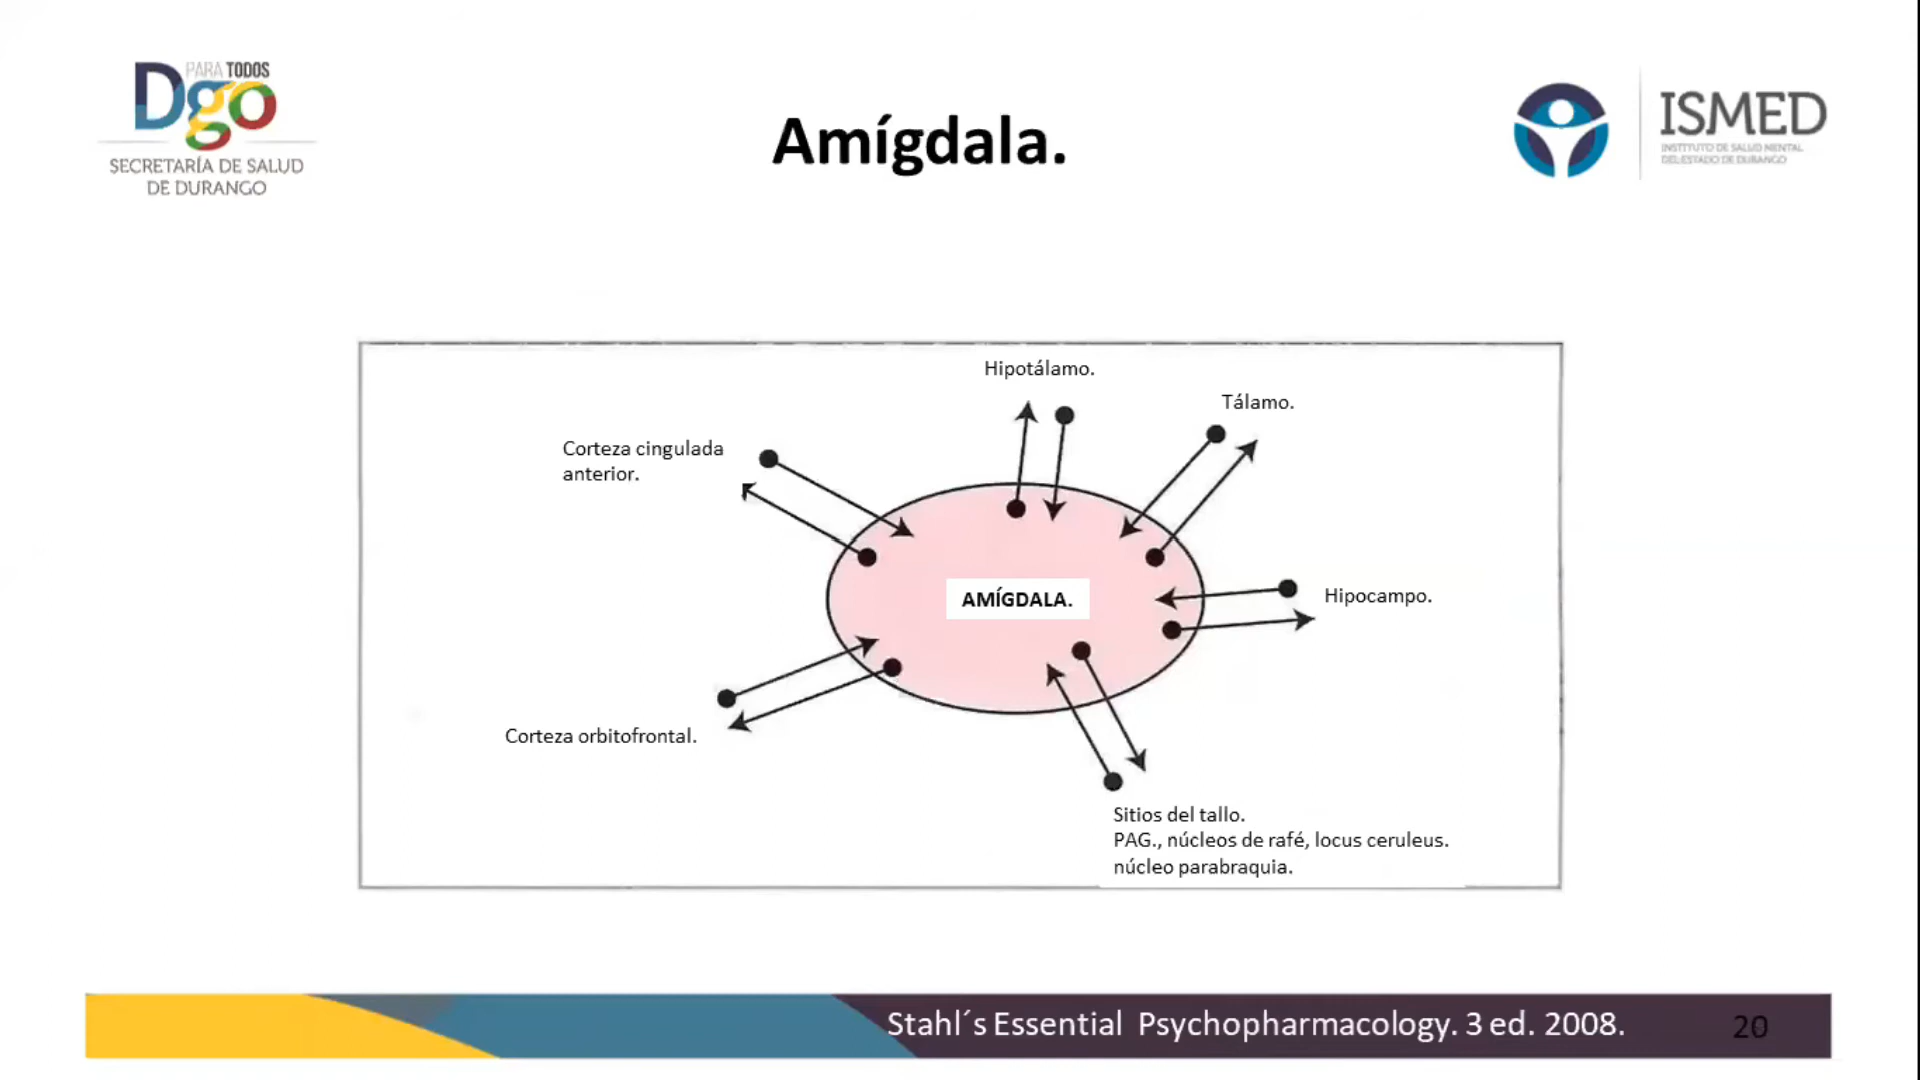 PARA TODOS
Dgo
SECRETARÍA DE SALUD
DE DURANGO
Amígdala.
ISMED
INSTITUTO DE SALUD MENTAL
DEL ESTADO DE DURANGO
Hipotálamo.
Tálamo.
Corteza cingulada
anterior.
AMÍGDALA.
Hipocampo.
Corteza orbitofrontal.
Sitios del tallo.
PAG., núcleos de rafé, locus ceruleus.
núcleo parabraquia.
Stahl´s Essential Psychopharmacology. 3 ed. 2008.
20